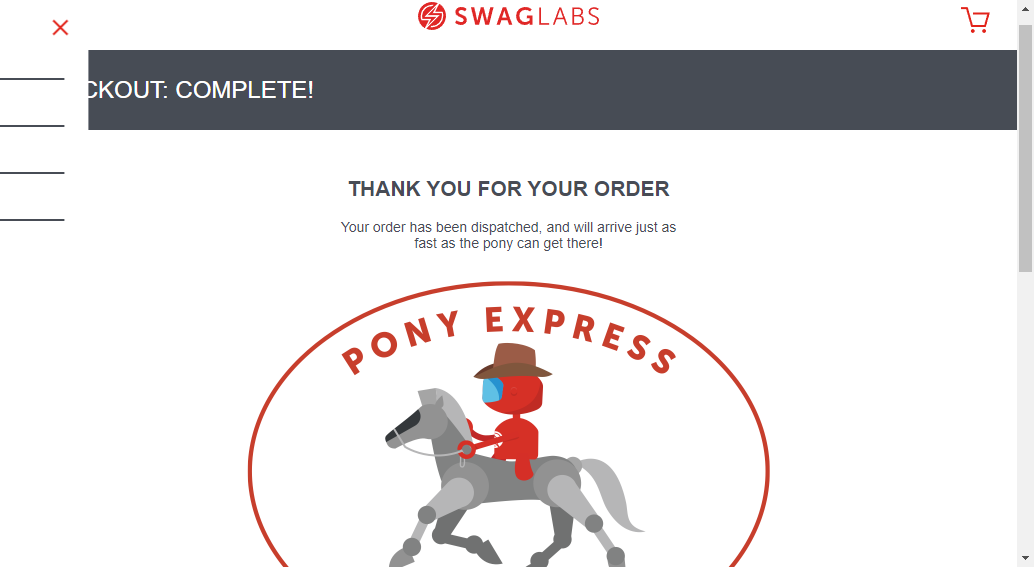 SWAGLABS
CKOUT: COMPLETE!
THANK YOU FOR YOUR ORDER
Your order has been dispatched, and will arrive just as
fast as the pony can get there!
PONY EXPRESS